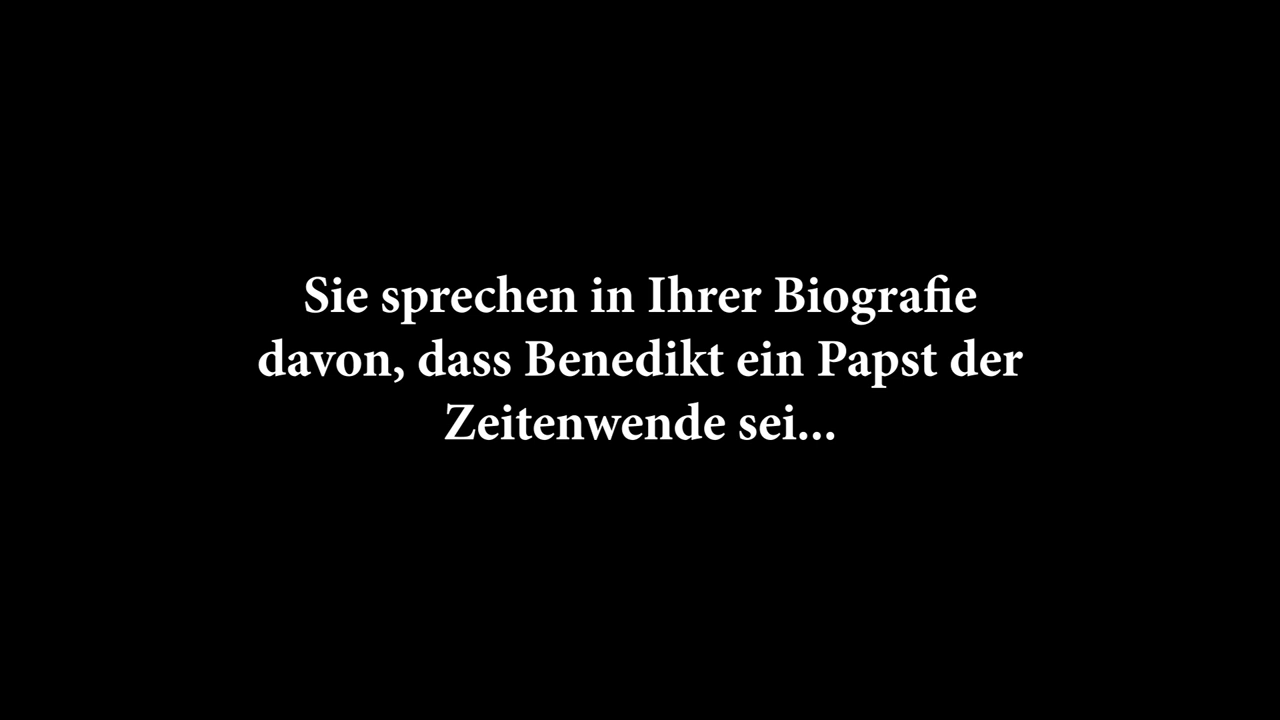 Sie sprechen in Ihrer Biografie
davon, dass Benedikt ein Papst der
Zeitenwende sei...